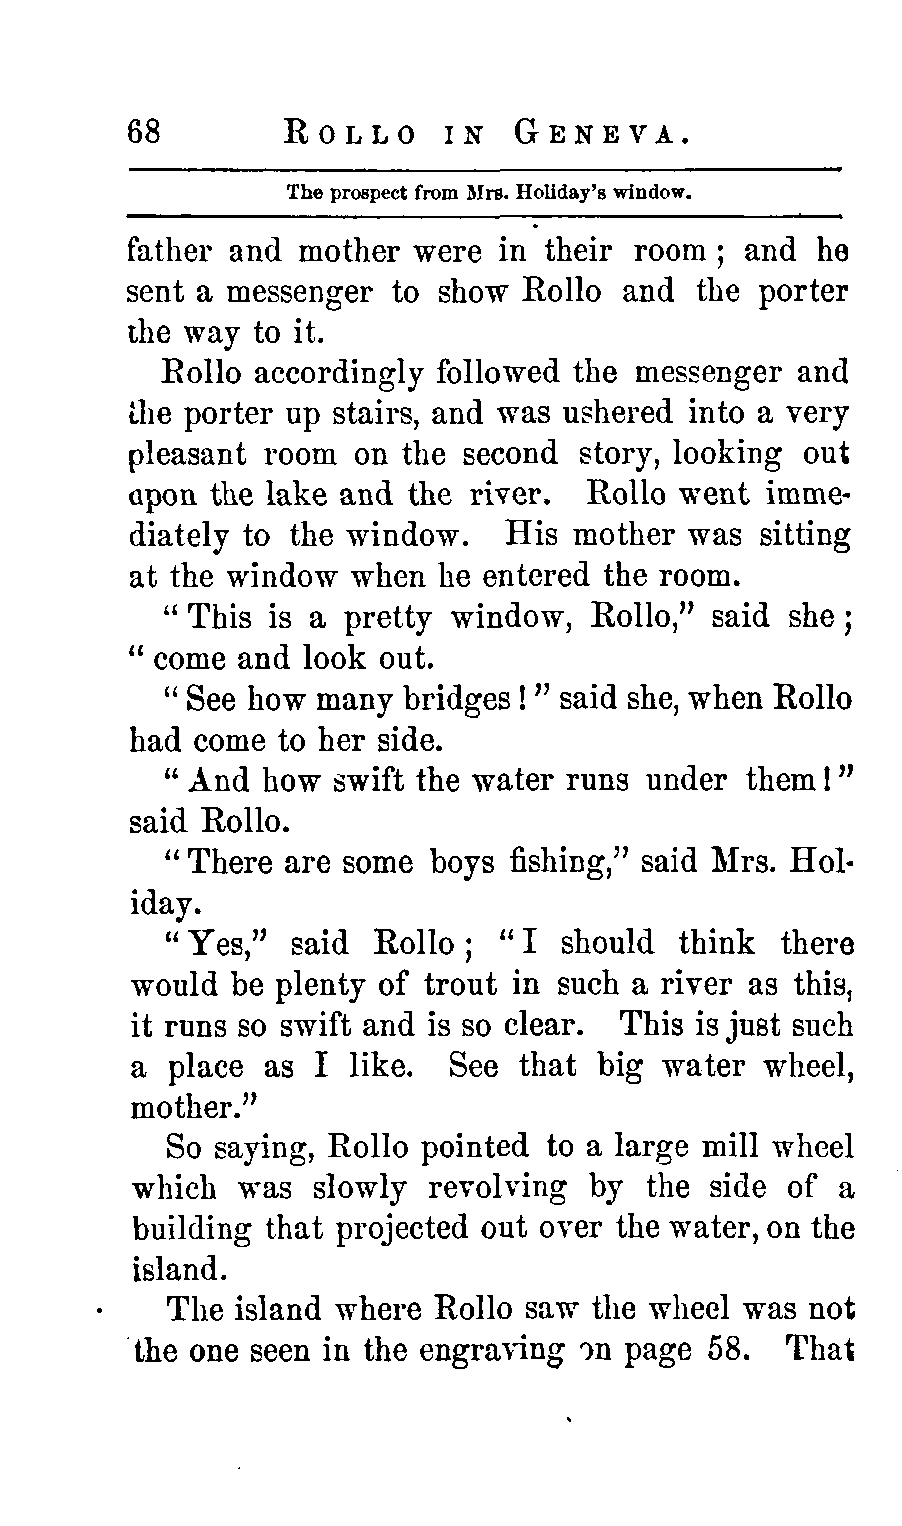 68 ROLLO IN GENEVA.
The prospect from Mrs. Holiday's window.
father and mother were in their room ; and he
sent a messenger to show Rollo and the porter
the way to it.
Rollo accordingly followed the messenger and
the porter up stairs, and was ushered into a very
pleasant room on the second story, looking out
upon the lake and the river. Rollo went imme-
diately to the window. His mother was sitting
at the window when he entered the room.
" This is a pretty window, Rollo," said she ;
" come and look out.
" See how many bridges ! " said she, when Rollo
had come to her side.
" And how swift the water runs under them ! "
said Rollo.
" There are some boys fishing," said Mrs. Hol-
iday.
" Yes," said Rollo ; " I should think there
would be plenty of trout in such a river as this,
it runs so swift and is so clear. This is just such
a place as I like. See that big water wheel,
mother."
So saying, Rollo pointed to a large mill wheel
which was slowly revolving by the side of a
building that projected out over the water, on the
island.
The island where Rollo saw the wheel was not
the one seen in the engraving on page 58. That